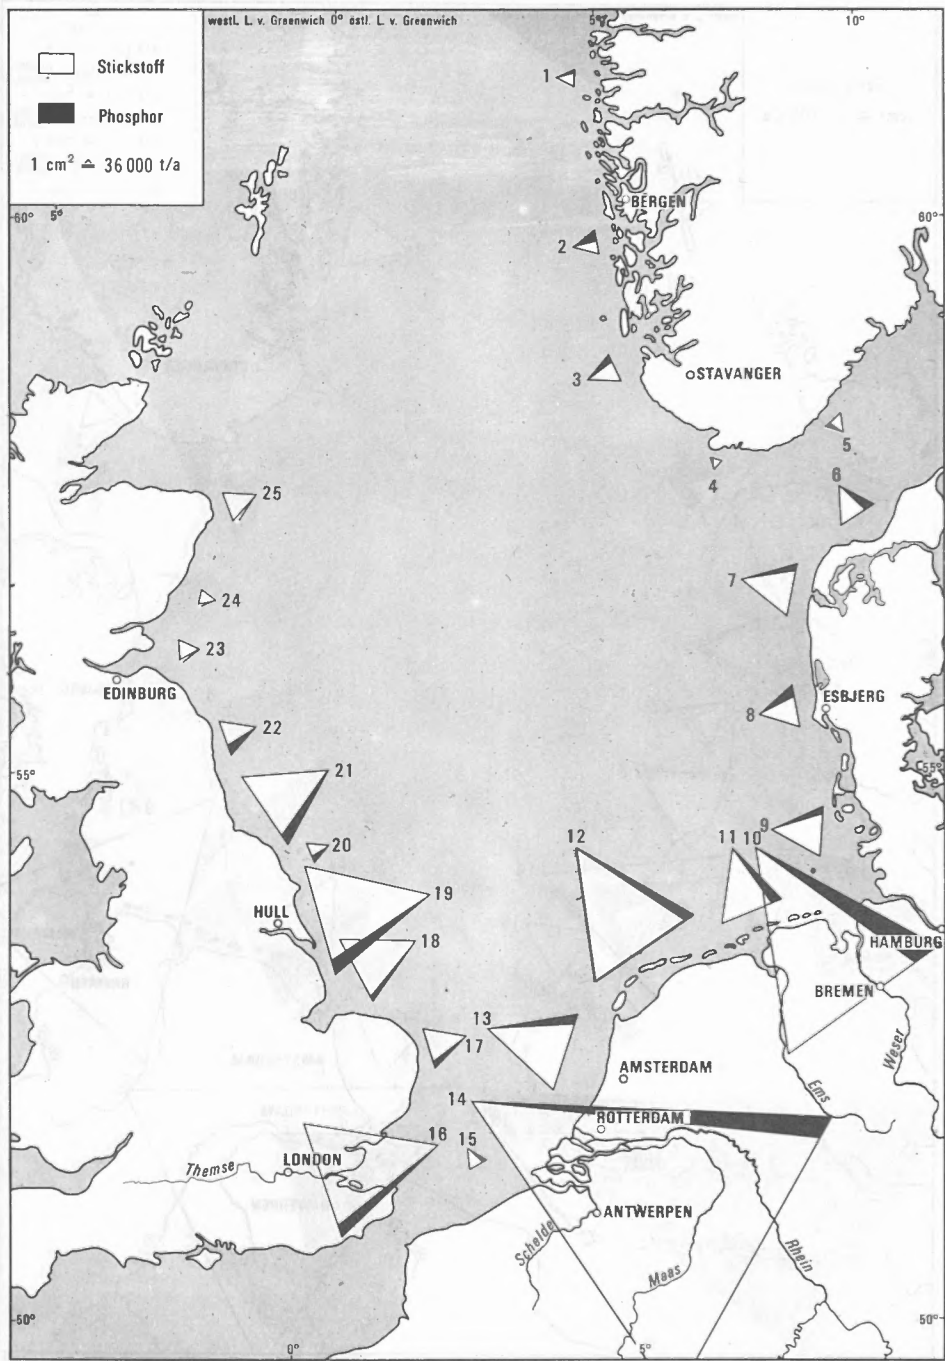 westl. L. v. Greenwich 0° östl. L. v. Greenwich
5°
10°
Stickstoff
Phosphor
1 cm² ≙ 36 000 t/a
60° 5°
60°
1
BERGEN
2
3
STAVANGER
5
4
6
25
7
24
23
EDINBURG
8
ESBJERG
22
55°
55°
21
9
20
12
11 10
19
HULL
18
HAMBURG
BREMEN
13
17
Weser
AMSTERDAM
Ems
14
ROTTERDAM
16
15
Themse
LONDON
ANTWERPEN
Schelde
Maas
Rhein
50°
50°
0°
5°